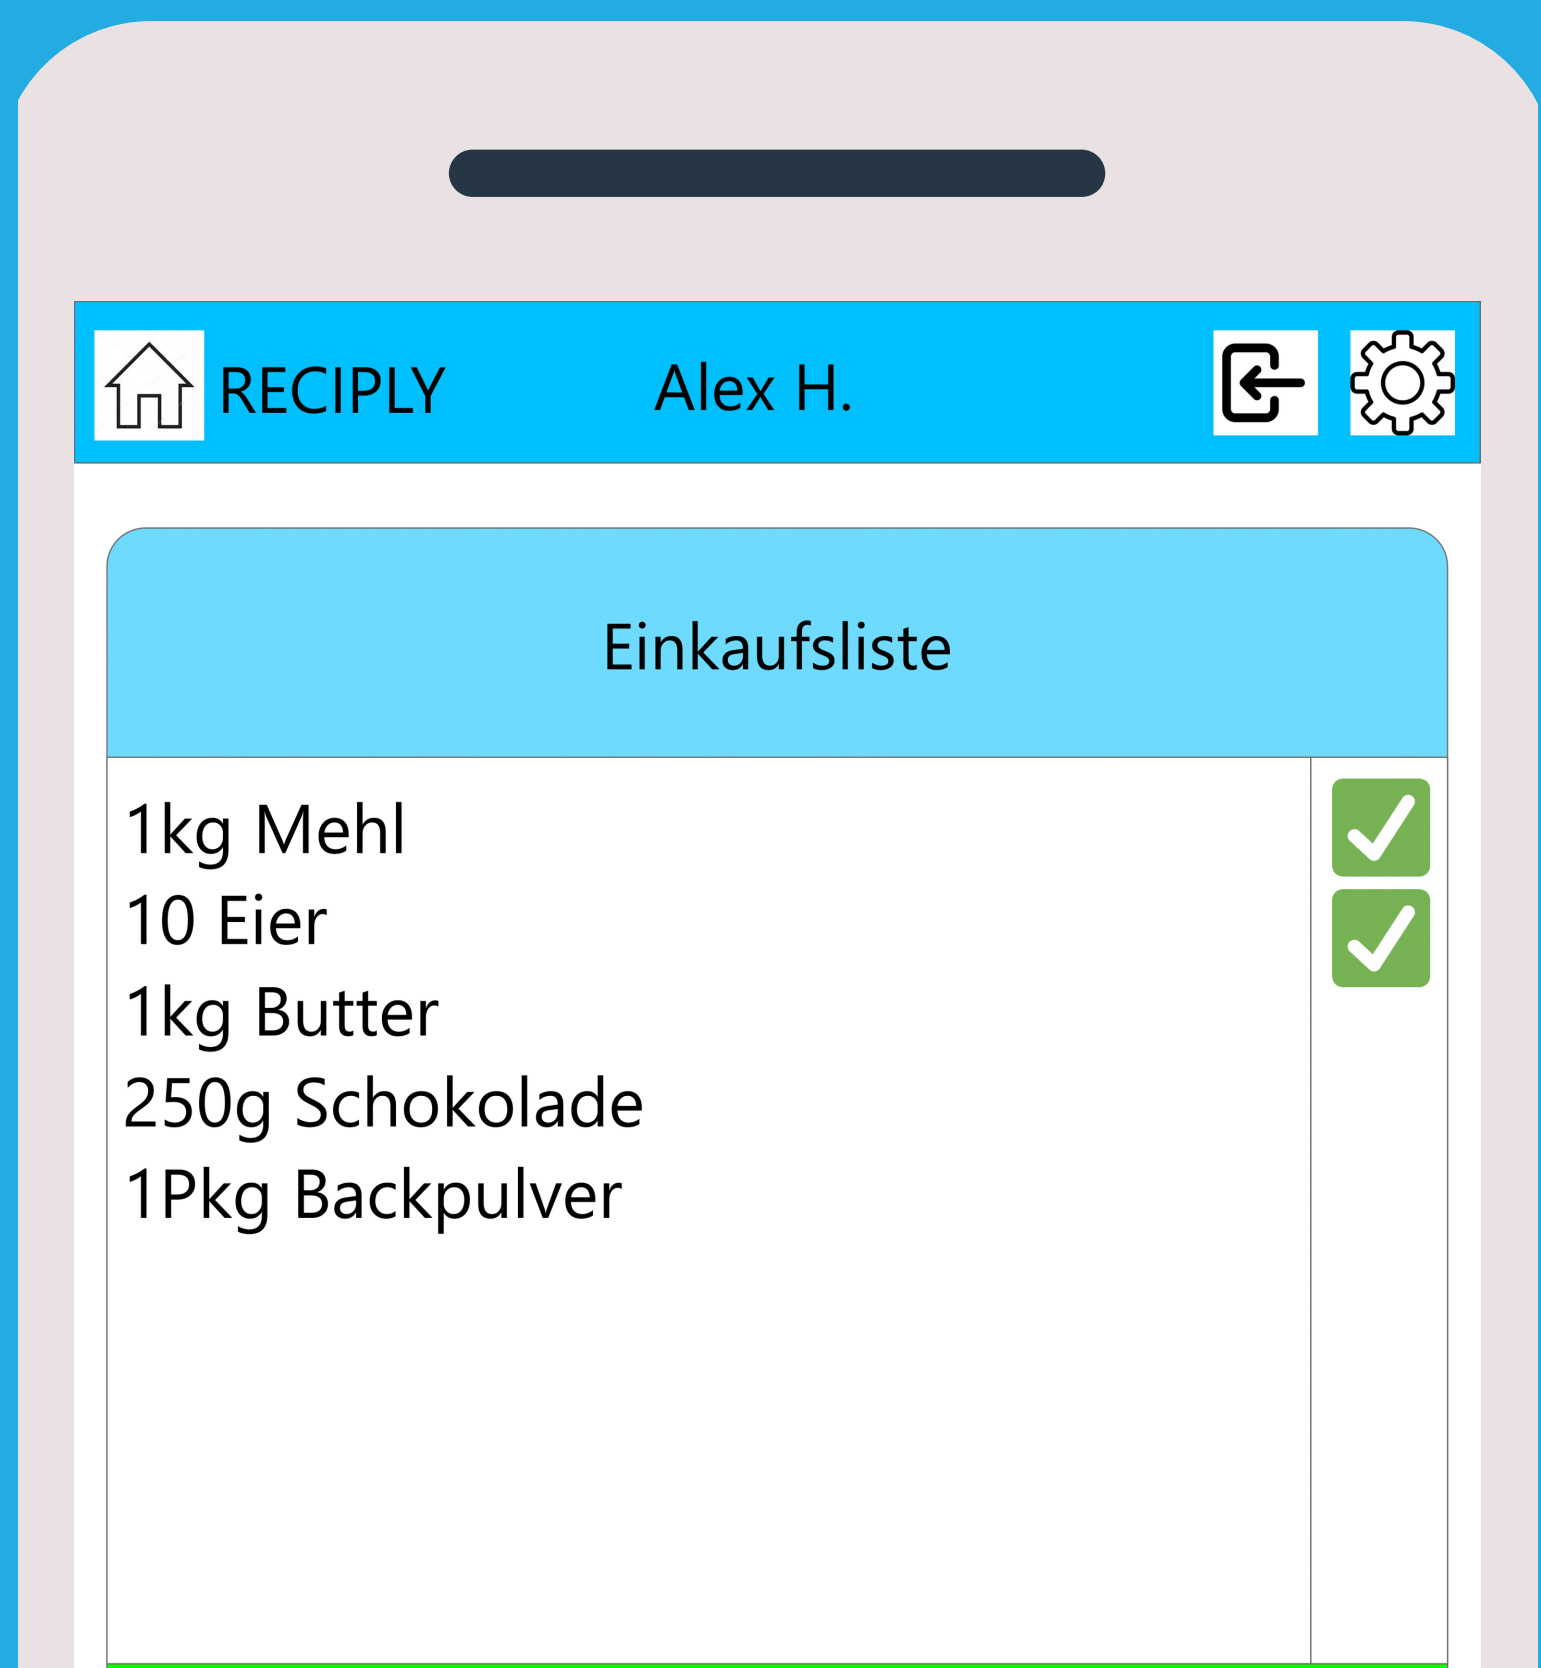 RECIPLY
Alex H.
Einkaufsliste
1kg Mehl
10 Eier
1kg Butter
250g Schokolade
1Pkg Backpulver